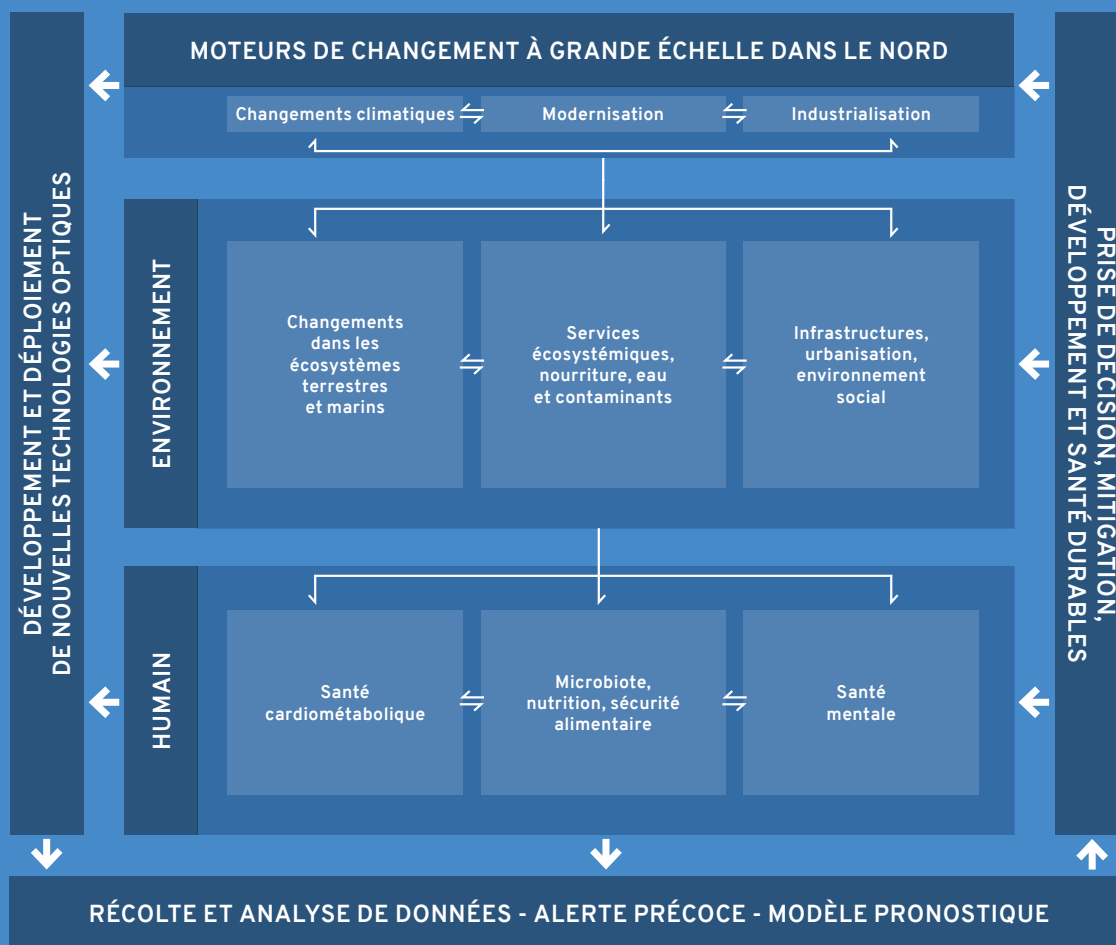 MOTEURS DE CHANGEMENT À GRANDE ÉCHELLE DANS LE NORD
Changements climatiques
Modernisation
Industrialisation
DÉVELOPPEMENT ET DÉPLOIEMENT
DE NOUVELLES TECHNOLOGIES OPTIQUES
ENVIRONNEMENT
Changements
dans les
écosystèmes
terrestres
et marins
Services
écosystémiques,
nourriture, eau
et contaminants
Infrastructures,
urbanisation,
environnement
social
HUMAIN
Santé
cardiométabolique
Microbiote,
nutrition, sécurité
alimentaire
Santé
mentale
PRISE DE DECISION, MITIGATION,
DÉVELOPPEMENT ET SANTÉ DURABLES
RÉCOLTE ET ANALYSE DE DONNÉES - ALERTE PRÉCOCE - MODÈLE PRONOSTIQUE